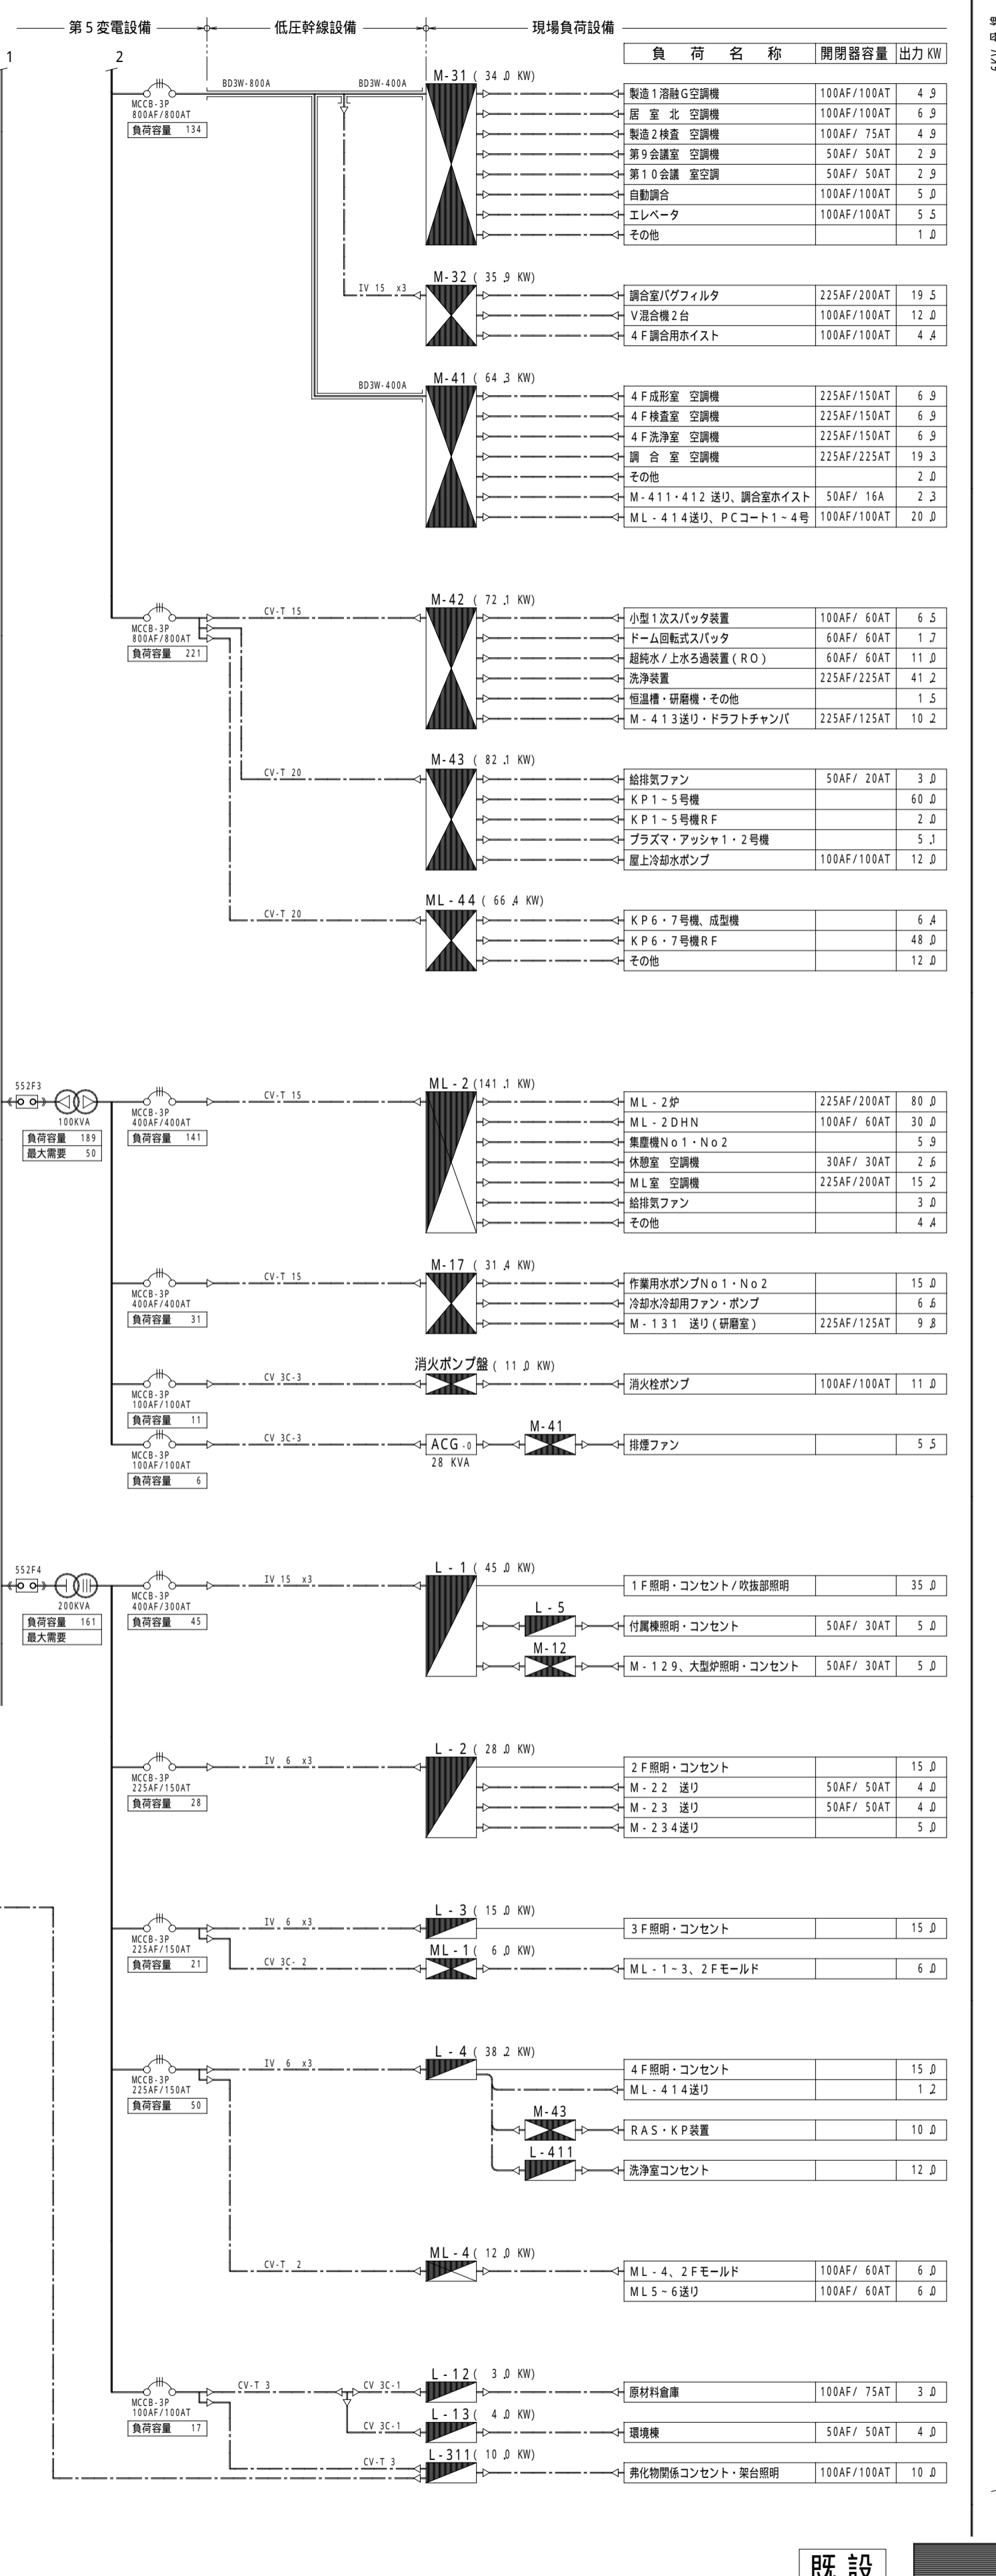 第5変電設備 低圧幹線設備 現場負荷設備
1 2
負荷名称 開閉器容量 出力 KW
BD3W-800A BD3W-400A M-31 ( 34.0 KW)
MCCB-3P
800AF/800AT
負荷容量 134
製造1溶融G空調機 100AF/100AT 4.9
居 室 北 空調機 100AF/100AT 6.9
製造2検査 空調機 100AF/ 75AT 4.9
第9会議室 空調機 50AF/ 50AT 2.9
第10会議 室空調 50AF/ 50AT 2.9
自動調合 100AF/100AT 5.0
エレベータ 100AF/100AT 5.5
その他 1.0
M-32 ( 35.9 KW)
IV 15 x3
調合室バグフィルタ 225AF/200AT 19.5
V混合機2台 100AF/100AT 12.0
4F調合用ホイスト 100AF/100AT 4.4
M-41 ( 64.3 KW)
BD3W-400A
4F成形室 空調機 225AF/150AT 6.9
4F検査室 空調機 225AF/150AT 6.9
4F洗浄室 空調機 225AF/150AT 6.9
調 合 室 空調機 225AF/225AT 19.3
その他 2.0
M-411・412 送り、調合室ホイスト 50AF/ 16A 2.3
ML-414送り、PCコート1~4号 100AF/100AT 20.0
M-42 ( 72.1 KW)
CV-T 15
MCCB-3P
800AF/800AT
負荷容量 221
小型1次スパッタ装置 100AF/ 60AT 6.5
ドーム回転式スパッタ 60AF/ 60AT 1.7
超純水/上水ろ過装置(RO) 60AF/ 60AT 11.0
洗浄装置 225AF/225AT 41.2
恒温槽・研磨機・その他 1.5
M-413送り・ドラフトチャンバ 225AF/125AT 10.2
M-43 ( 82.1 KW)
CV-T 20
給排気ファン 50AF/ 20AT 3.0
KP1~5号機 60.0
KP1~5号機RF 2.0
プラズマ・アッシャ1・2号機 5.1
屋上冷却水ポンプ 100AF/100AT 12.0
ML-44 ( 66.4 KW)
CV-T 20
KP6・7号機、成型機 6.4
KP6・7号機RF 48.0
その他 12.0
552F3
100KVA
負荷容量 189
最大需要 50
MCCB-3P
400AF/400AT
負荷容量 141
CV-T 15
ML-2 (141.1 KW)
ML-2炉 225AF/200AT 80.0
ML-2DHN 100AF/ 60AT 30.0
集塵機No1・No2 5.9
休憩室 空調機 30AF/ 30AT 2.6
ML室 空調機 225AF/200AT 15.2
給排気ファン 3.0
その他 4.4
M-17 ( 31.4 KW)
CV-T 15
MCCB-3P
400AF/400AT
負荷容量 31
作業用水ポンプNo1・No2 15.0
冷却水冷却用ファン・ポンプ 6.6
M-131 送り(研磨室) 225AF/125AT 9.8
消火ポンプ盤 ( 11.0 KW)
CV 3C-3
MCCB-3P
100AF/100AT
負荷容量 11
消火栓ポンプ 100AF/100AT 11.0
CV 3C-3
MCCB-3P
100AF/100AT
負荷容量 6
ACG-0
28 KVA
M-41
排煙ファン 5.5
552F4
200KVA
負荷容量 161
最大需要
MCCB-3P
400AF/300AT
負荷容量 45
IV 15 x3
L-1 ( 45.0 KW)
1F照明・コンセント/吹抜部照明 35.0
L-5
付属棟照明・コンセント 50AF/ 30AT 5.0
M-12
M-129、大型炉照明・コンセント 50AF/ 30AT 5.0
L-2 ( 28.0 KW)
IV 6 x3
MCCB-3P
225AF/150AT
負荷容量 28
2F照明・コンセント 15.0
M-22 送り 50AF/ 50AT 4.0
M-23 送り 50AF/ 50AT 4.0
M-234送り 5.0
L-3 ( 15.0 KW)
IV 6 x3
MCCB-3P
225AF/150AT
負荷容量 21
3F照明・コンセント 15.0
ML-1 ( 6.0 KW)
CV 3C- 2
ML-1~3、2Fモールド 6.0
L-4 ( 38.2 KW)
IV 6 x3
MCCB-3P
225AF/150AT
負荷容量 50
4F照明・コンセント 15.0
ML-414送り 1.2
M-43
RAS・KP装置 10.0
L-411
洗浄室コンセント 12.0
ML-4 ( 12.0 KW)
CV-T 2
ML-4、2Fモールド 100AF/ 60AT 6.0
ML5~6送り 100AF/ 60AT 6.0
L-12 ( 3.0 KW)
CV-T 3 CV 3C-1
MCCB-3P
100AF/100AT
負荷容量 17
原材料倉庫 100AF/ 75AT 3.0
L-13 ( 4.0 KW)
CV 3C-1
環境棟 50AF/ 50AT 4.0
L-311 ( 10.0 KW)
CV-T 3
弗化物関係コンセント・架台照明 100AF/100AT 10.0
既設